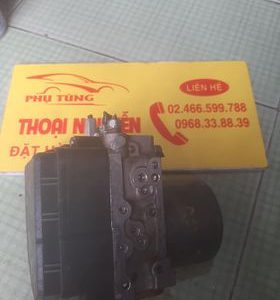 LIÊN HỆ
PHỤ TÙNG
02.466.599.788
0968.33.88.39
THOẠI
ĐẶT